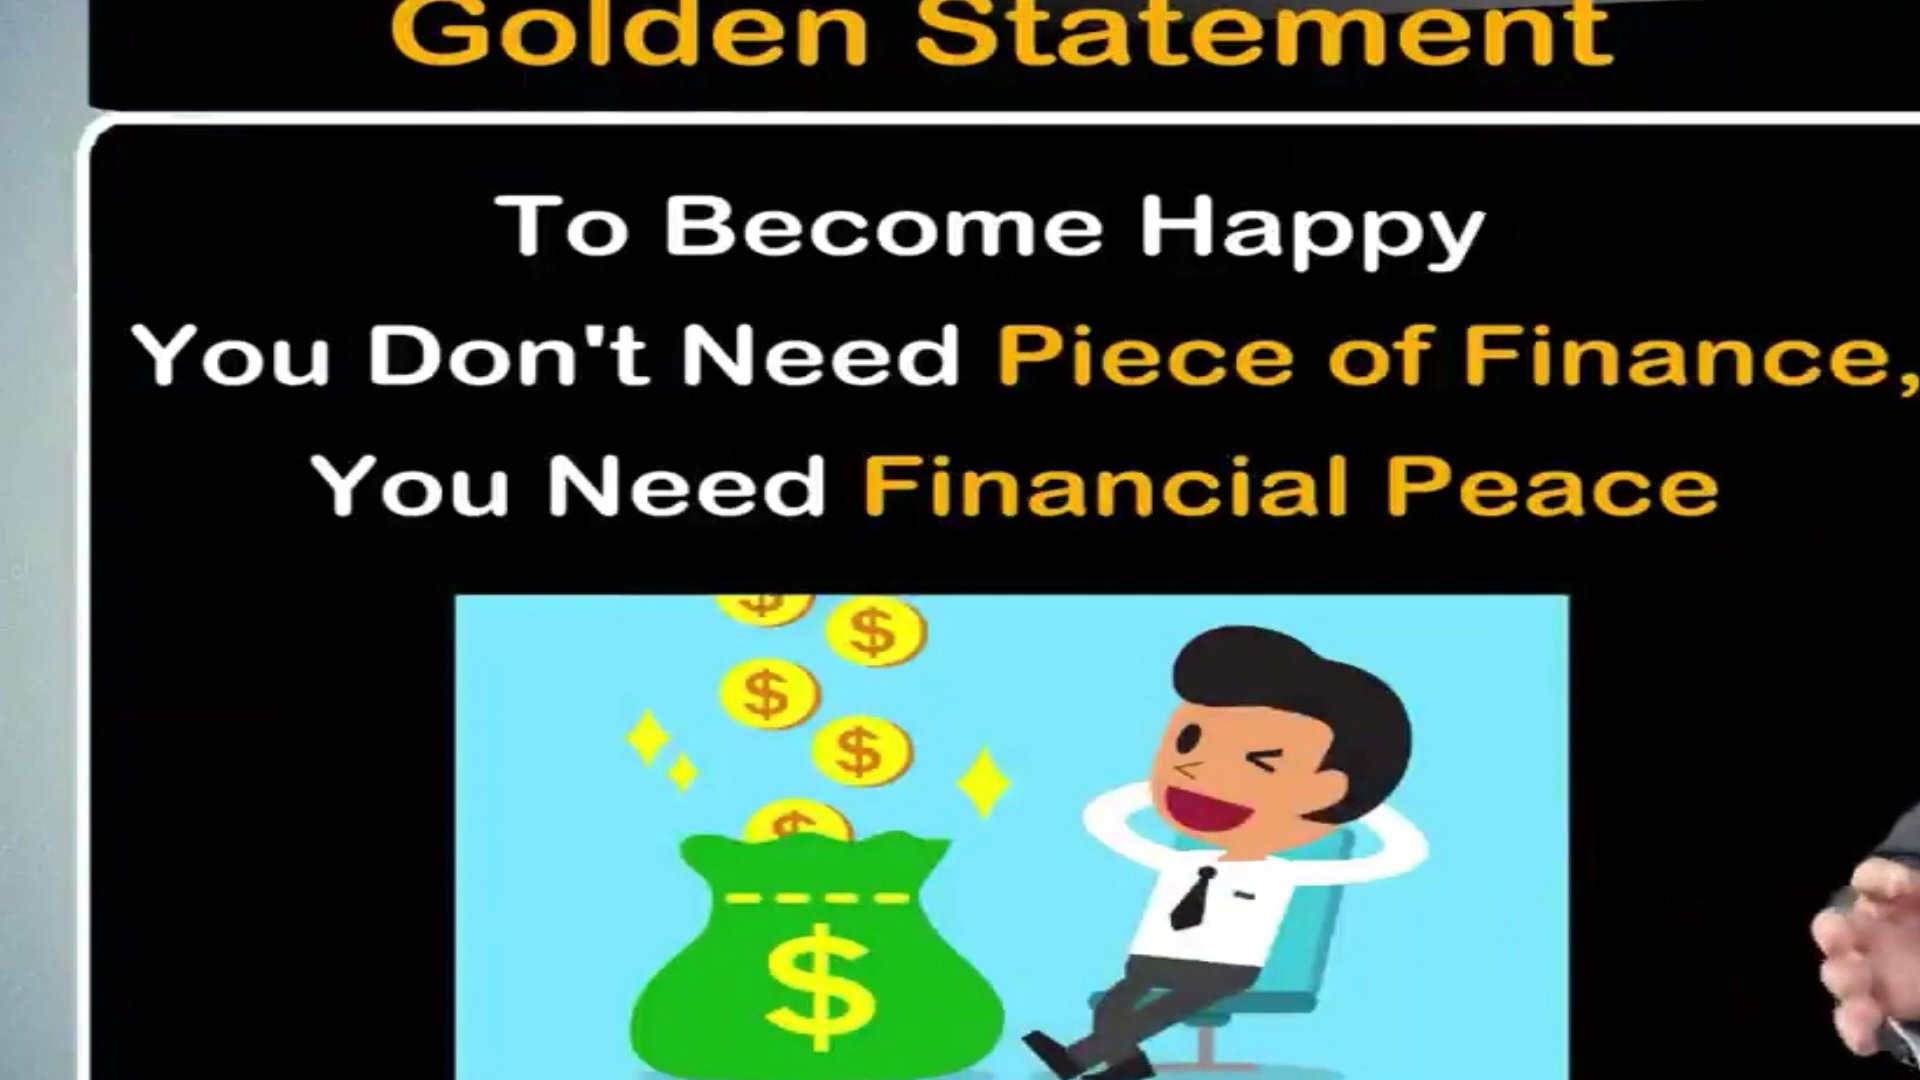 Golden Statement
To Become Happy
You Don't Need Piece of Finance,
You Need Financial Peace
$
$
$
$
$
$